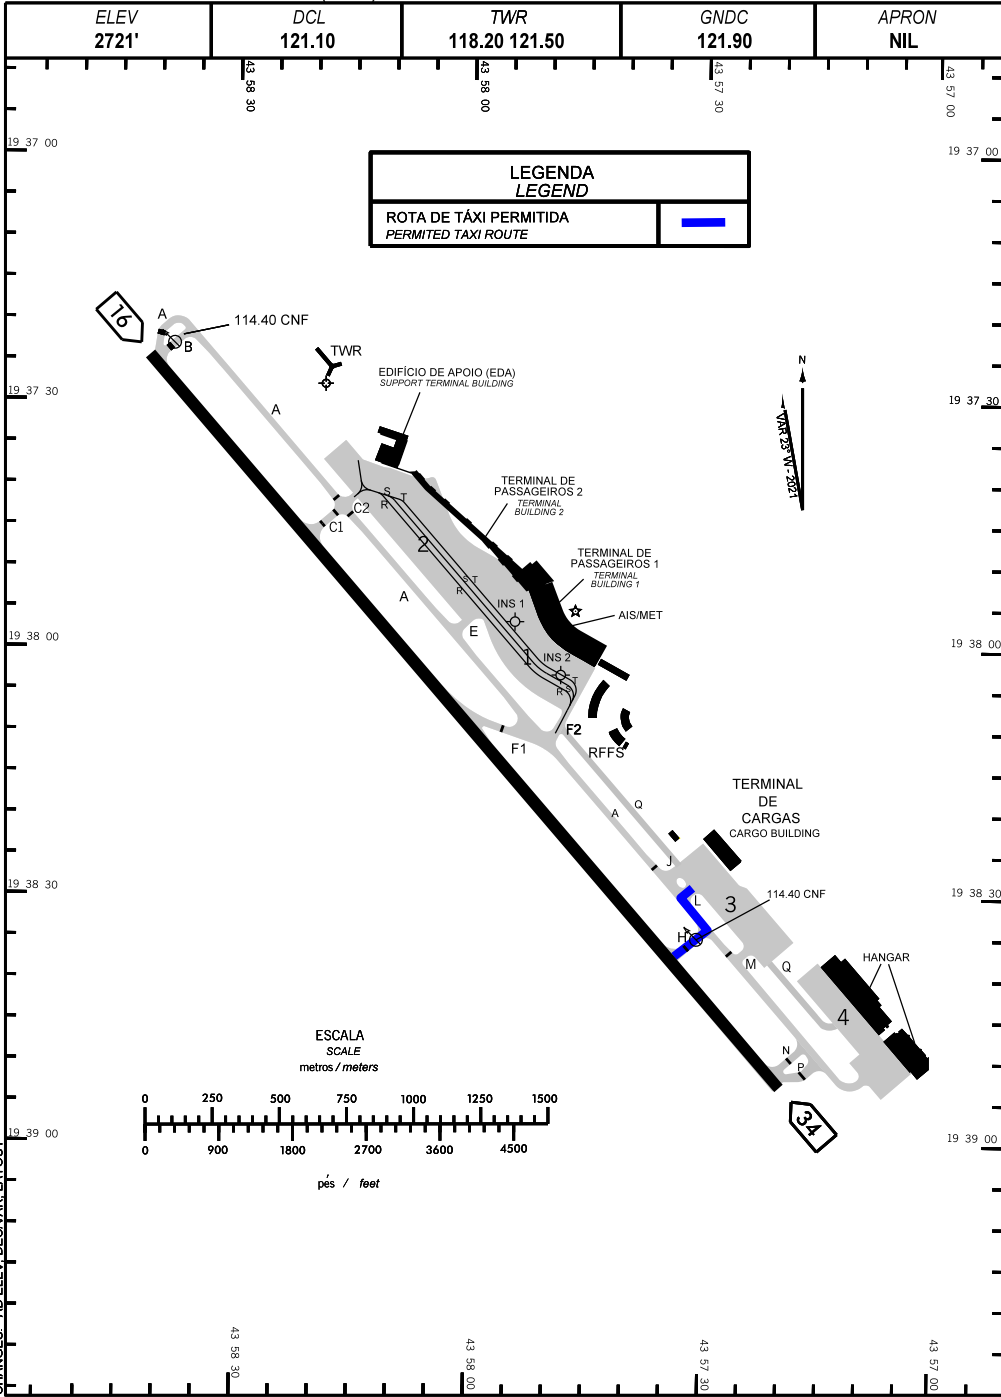 ELEV DCL TWR GNDC APRON
2721' 121.10 118.20 121.50 121.90 NIL
43 58 30
43 58 00
43 57 30
43 57 00
19 37 00
19 37 00
LEGENDA
LEGEND
ROTA DE TÁXI PERMITIDA
PERMITED TAXI ROUTE
16
A
114.40 CNF
B
TWR
EDIFÍCIO DE APOIO (EDA)
SUPPORT TERMINAL BUILDING
N
VAR 23° W - 2021
19 37 30
19 37 30
A
TERMINAL DE
PASSAGEIROS 2
TERMINAL
BUILDING 2
S
T
R
C2
C1
2
TERMINAL DE
PASSAGEIROS 1
TERMINAL
BUILDING 1
S T
R
A
INS 1
AIS/MET
E
19 38 00
19 38 00
1
INS 2
T
S
R
F2
F1
RFFS
TERMINAL
DE
CARGAS
CARGO BUILDING
Q
A
J
19 38 30
19 38 30
L
3
114.40 CNF
H
M
Q
HANGAR
4
N
P
34
ESCALA
SCALE
metros / meters
0 250 500 750 1000 1250 1500
0 900 1800 2700 3600 4500
pés / feet
19 39 00
19 39 00
43 58 30
43 58 00
43 57 30
43 57 00